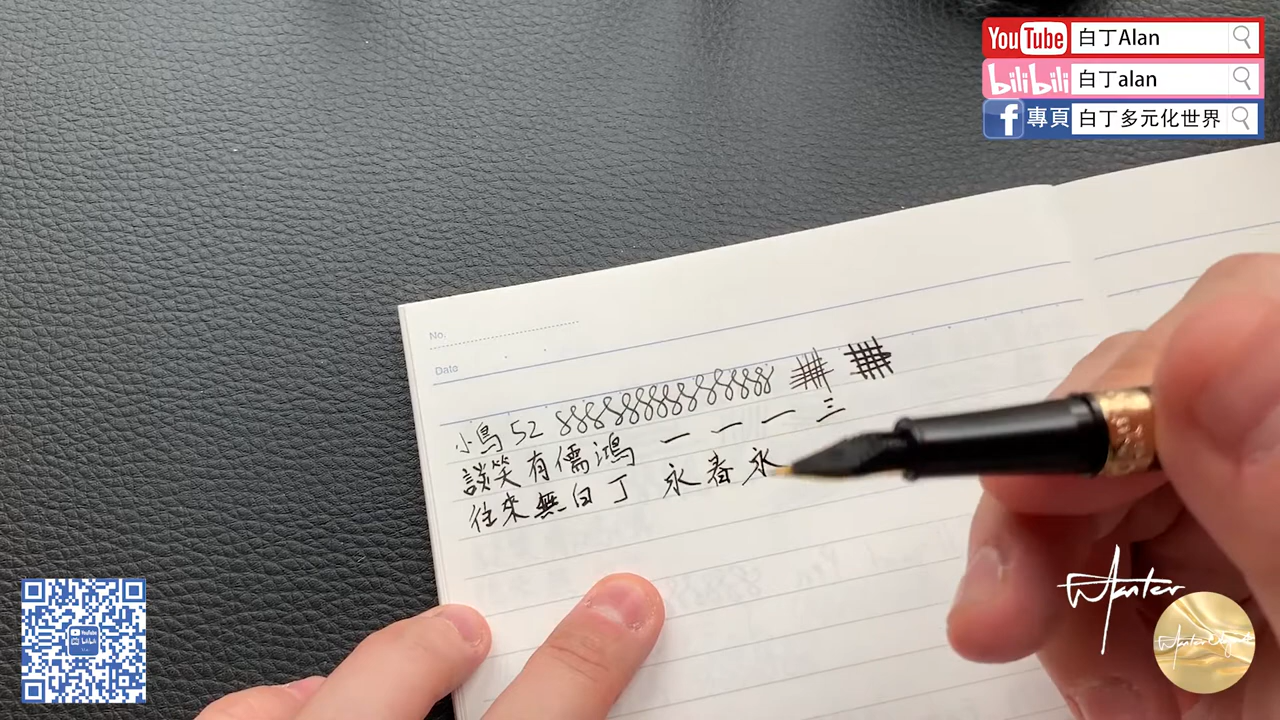 YouTube 白丁Alan
bilibili 白丁alan
f 專頁 白丁多元化世界
No.
Date
小鳥 52 8888888888888888
談笑有儒鴻 一 一 一 三
往來無白丁 永春永
Wanter